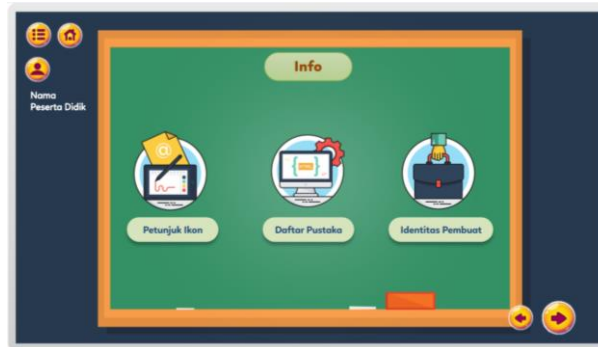 Info
Nama
Peserta Didik
Petunjuk Ikon
Daftar Pustaka
Identitas Pembuat